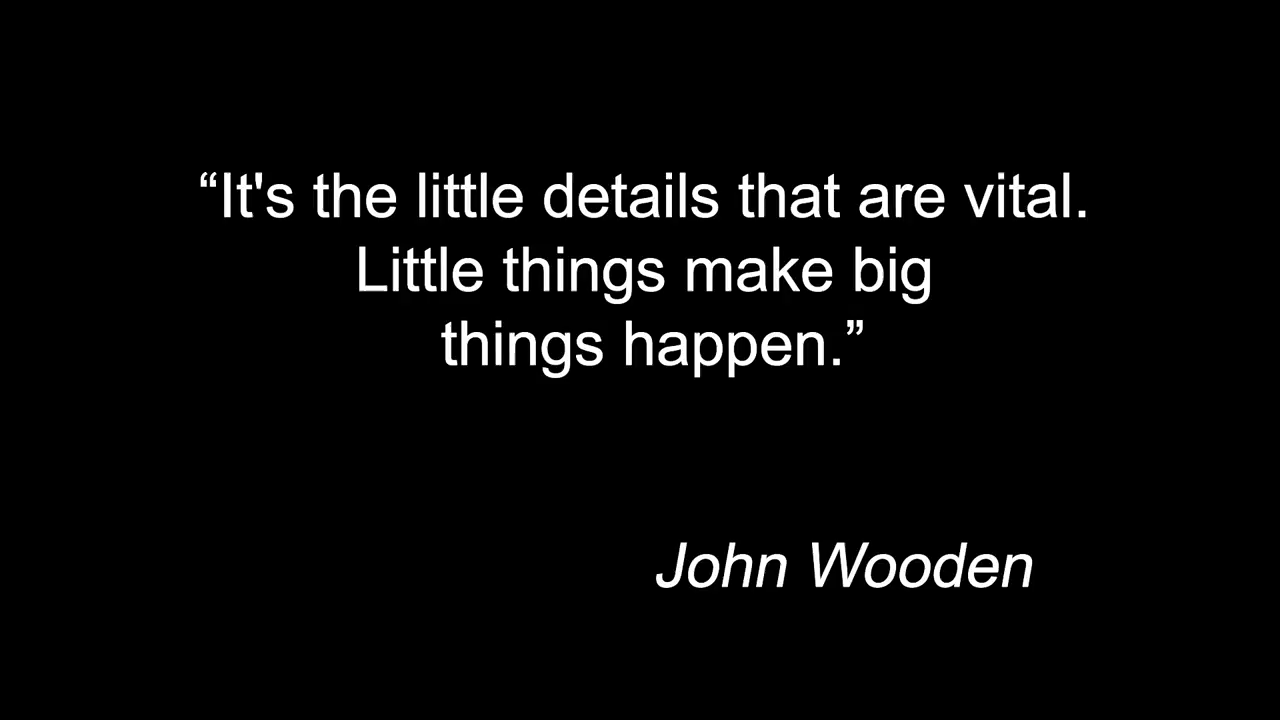 “It's the little details that are vital.
Little things make big
things happen.”
John Wooden